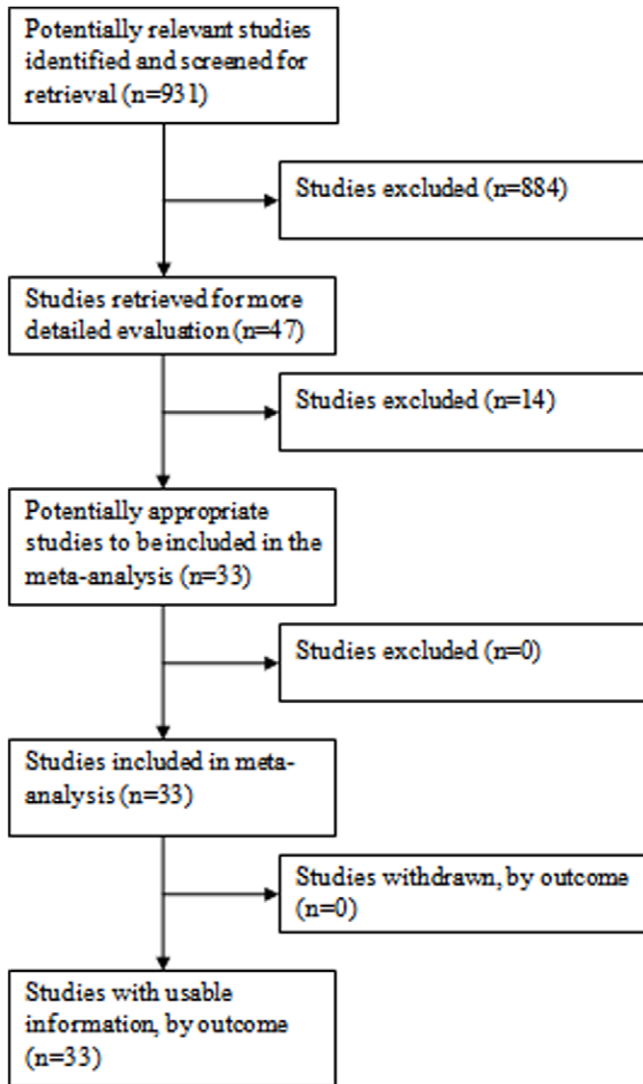 Potentially relevant studies
identified and screened for
retrieval (n=931)
Studies excluded (n=884)
Studies retrieved for more
detailed evaluation (n=47)
Studies excluded (n=14)
Potentially appropriate
studies to be included in the
meta-analysis (n=33)
Studies excluded (n=0)
Studies included in meta-
analysis (n=33)
Studies withdrawn, by outcome
(n=0)
Studies with usable
information, by outcome
(n=33)